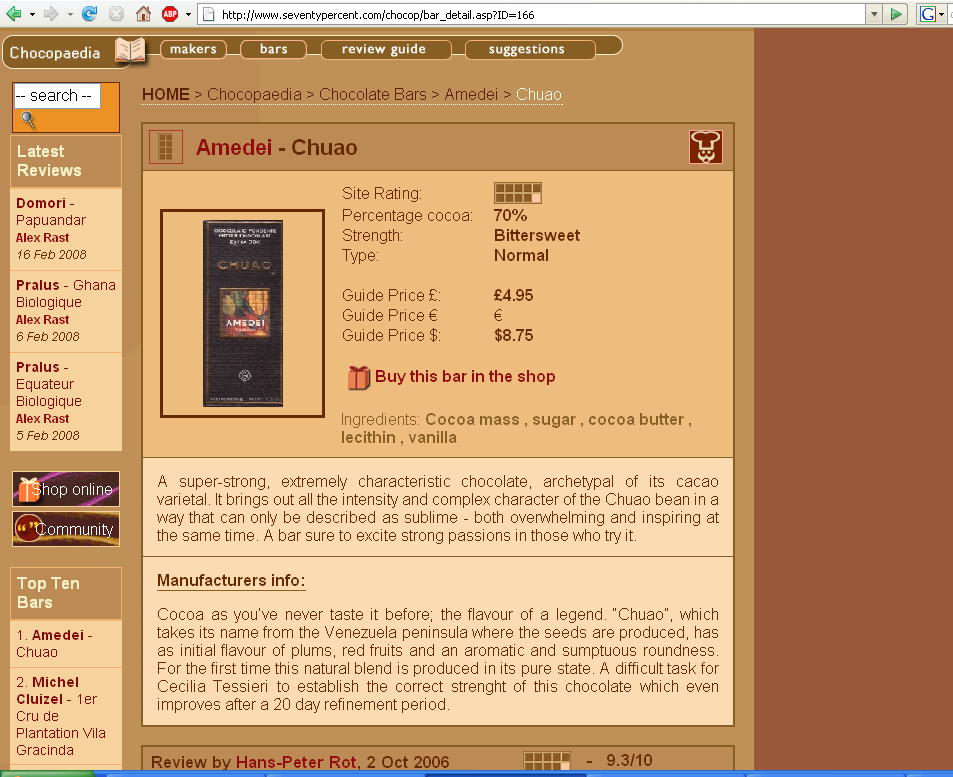 ABP
http://www.seventypercent.com/chocop/bar_detail.asp?ID=166
G
Chocopaedia
makers
bars
review guide
suggestions
-- search --
HOME > Chocopaedia > Chocolate Bars > Amedei > Chuao
Latest
Reviews
Domori -
Papuandar
Alex Rast
16 Feb 2008
Pralus - Ghana
Biologique
Alex Rast
6 Feb 2008
Pralus -
Equateur
Biologique
Alex Rast
5 Feb 2008
Shop online
Community
Top Ten
Bars
1. Amedei -
Chuao
2. Michel
Cluizel - 1er
Cru de
Plantation Vila
Gracinda
Amedei - Chuao
CIOCCOLATO FONDENTE
BITTER CHOCOLATE
EXTRA 70%
CHUAO
AMEDEI
Site Rating:
Percentage cocoa: 70%
Strength: Bittersweet
Type: Normal
Guide Price £: £4.95
Guide Price € €
Guide Price $: $8.75
Buy this bar in the shop
Ingredients: Cocoa mass , sugar , cocoa butter ,
lecithin , vanilla
A super-strong, extremely characteristic chocolate, archetypal of its cacao
varietal. It brings out all the intensity and complex character of the Chuao bean in a
way that can only be described as sublime - both overwhelming and inspiring at
the same time. A bar sure to excite strong passions in those who try it.
Manufacturers info:
Cocoa as you've never taste it before; the flavour of a legend. "Chuao", which
takes its name from the Venezuela peninsula where the seeds are produced, has
as initial flavour of plums, red fruits and an aromatic and sumptuous roundness.
For the first time this natural blend is produced in its pure state. A difficult task for
Cecilia Tessieri to establish the correct strenght of this chocolate which even
improves after a 20 day refinement period.
Review by Hans-Peter Rot, 2 Oct 2006 - 9.3/10